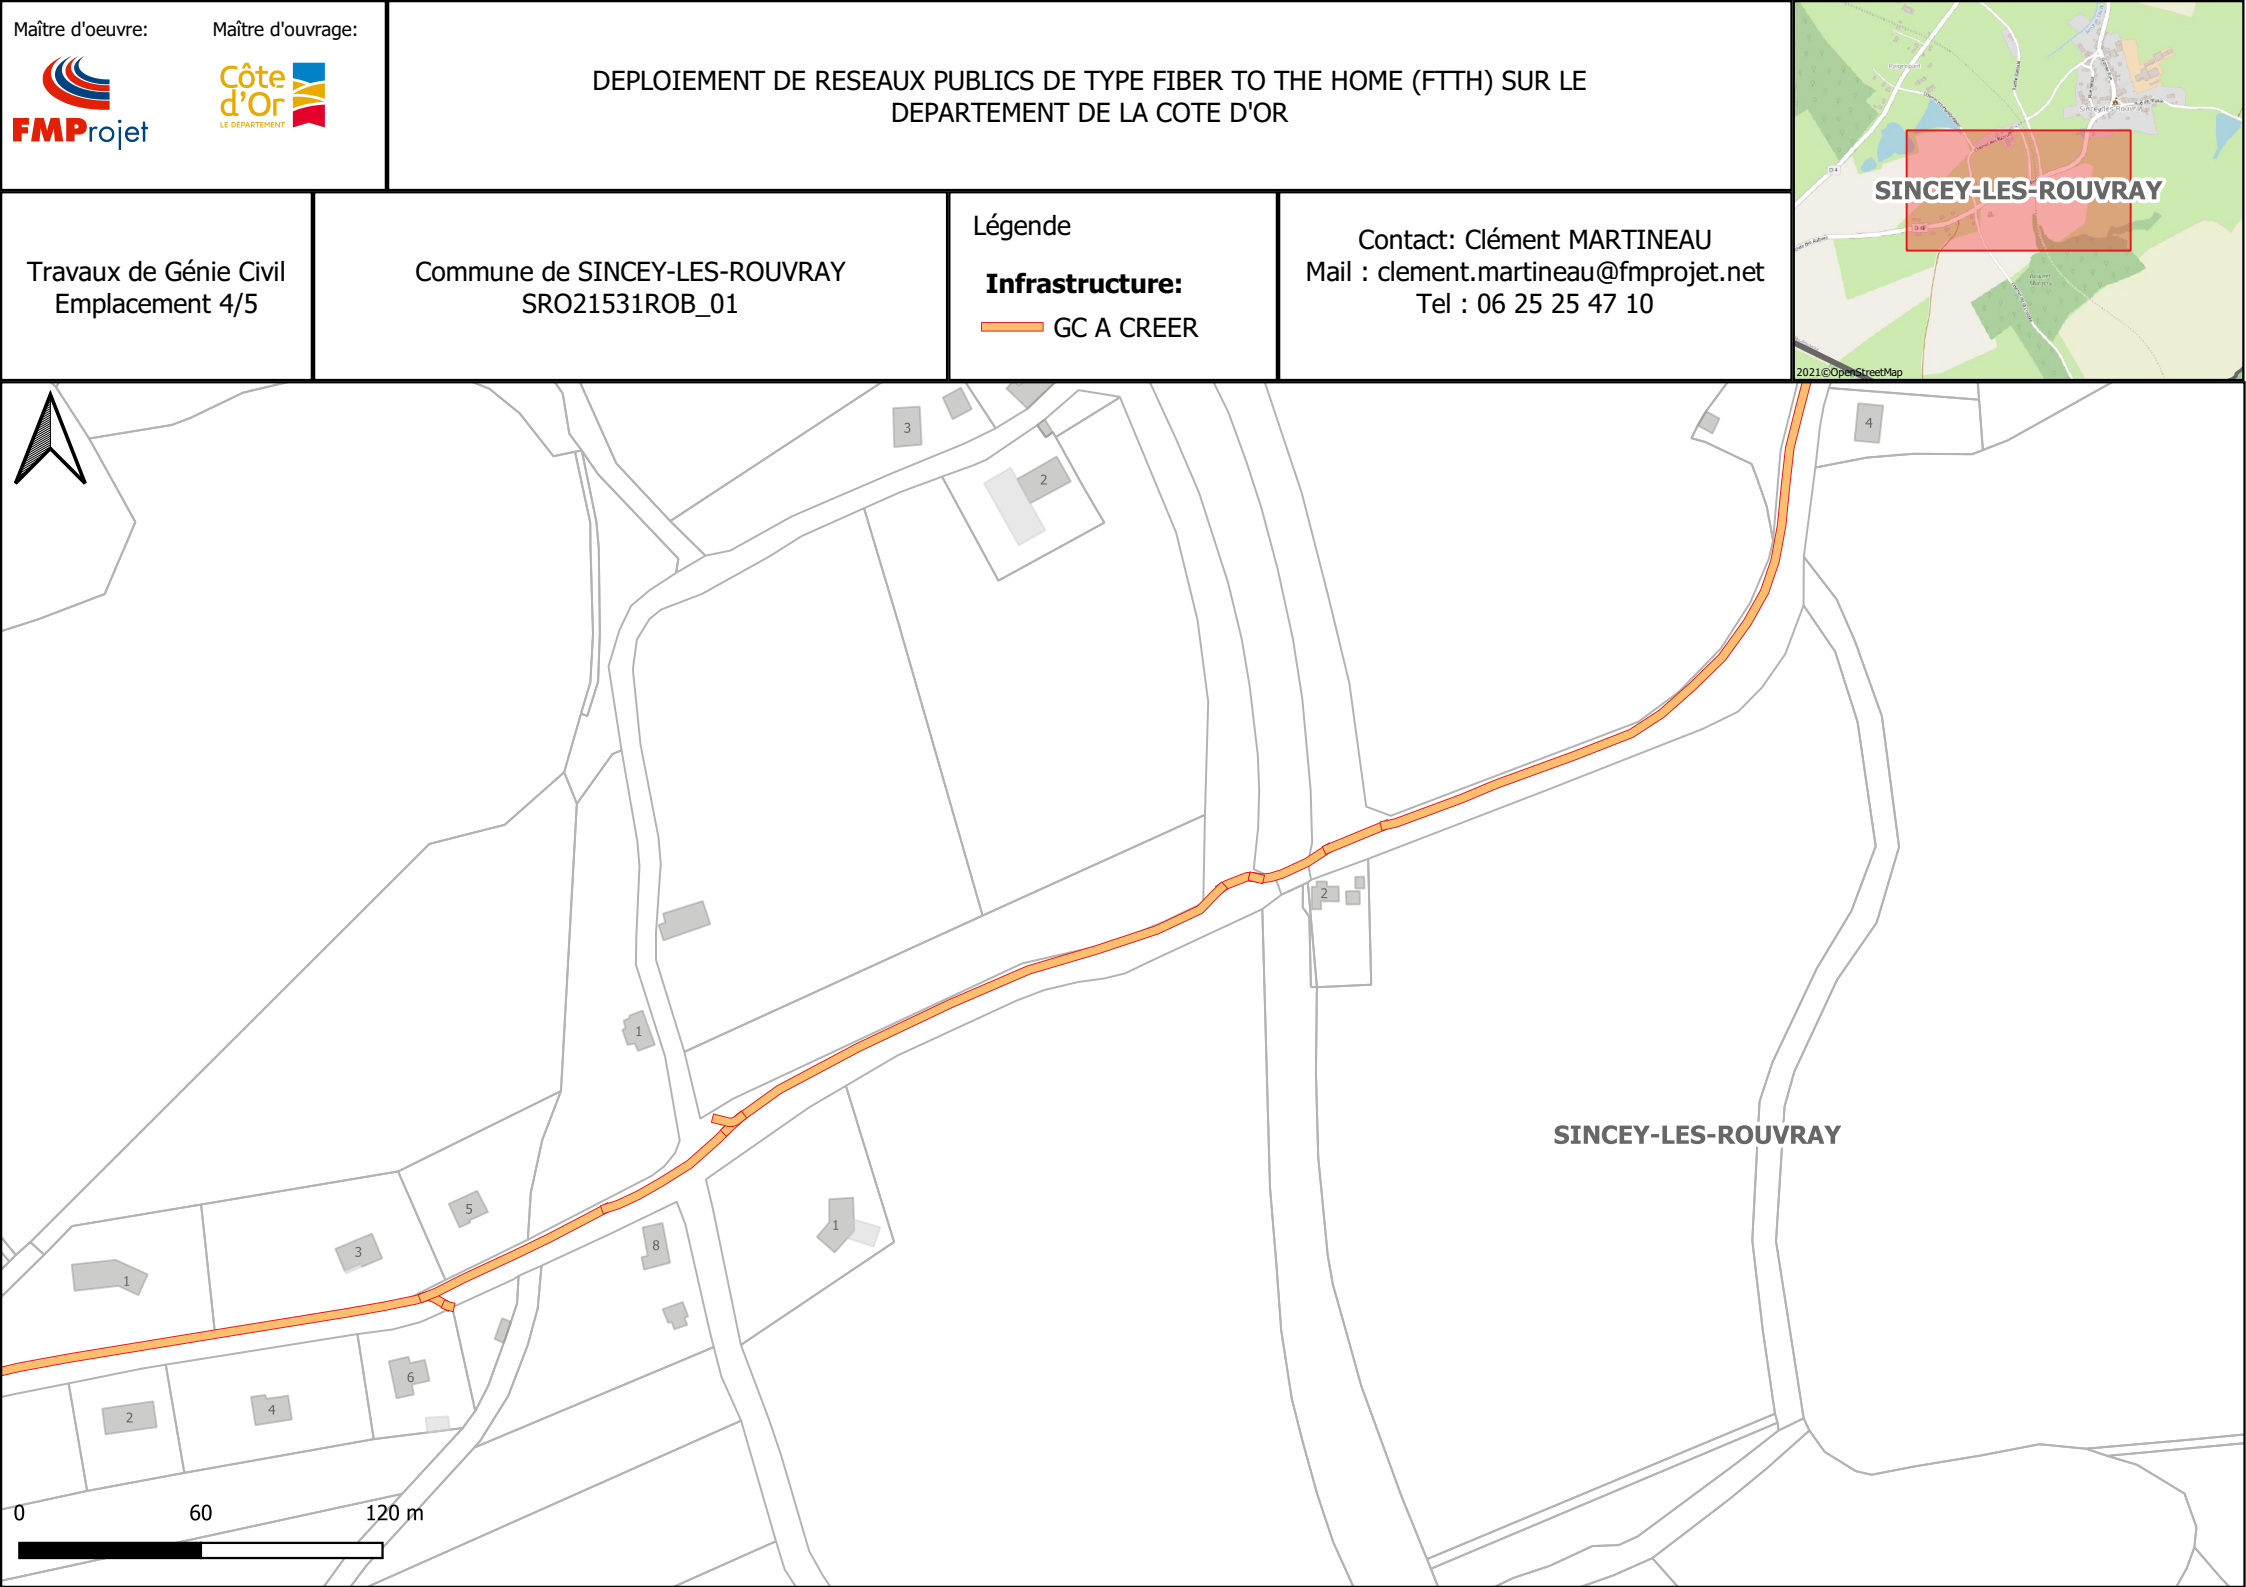 Maître d'oeuvre:
Maître d'ouvrage:
FMProjet
Côte
d'Or
LE DÉPARTEMENT
DEPLOIEMENT DE RESEAUX PUBLICS DE TYPE FIBER TO THE HOME (FTTH) SUR LE
DEPARTEMENT DE LA COTE D'OR
Travaux de Génie Civil
Emplacement 4/5
Commune de SINCEY-LES-ROUVRAY
SRO21531ROB_01
Légende
Infrastructure:
GC A CREER
Contact: Clément MARTINEAU
Mail : clement.martineau@fmprojet.net
Tel : 06 25 25 47 10
D 4
SINCEY-LES-ROUVRAY
2021©OpenStreetMap
3
2
4
2
1
SINCEY-LES-ROUVRAY
5
3
1
8
1
6
4
2
0
60
120 m